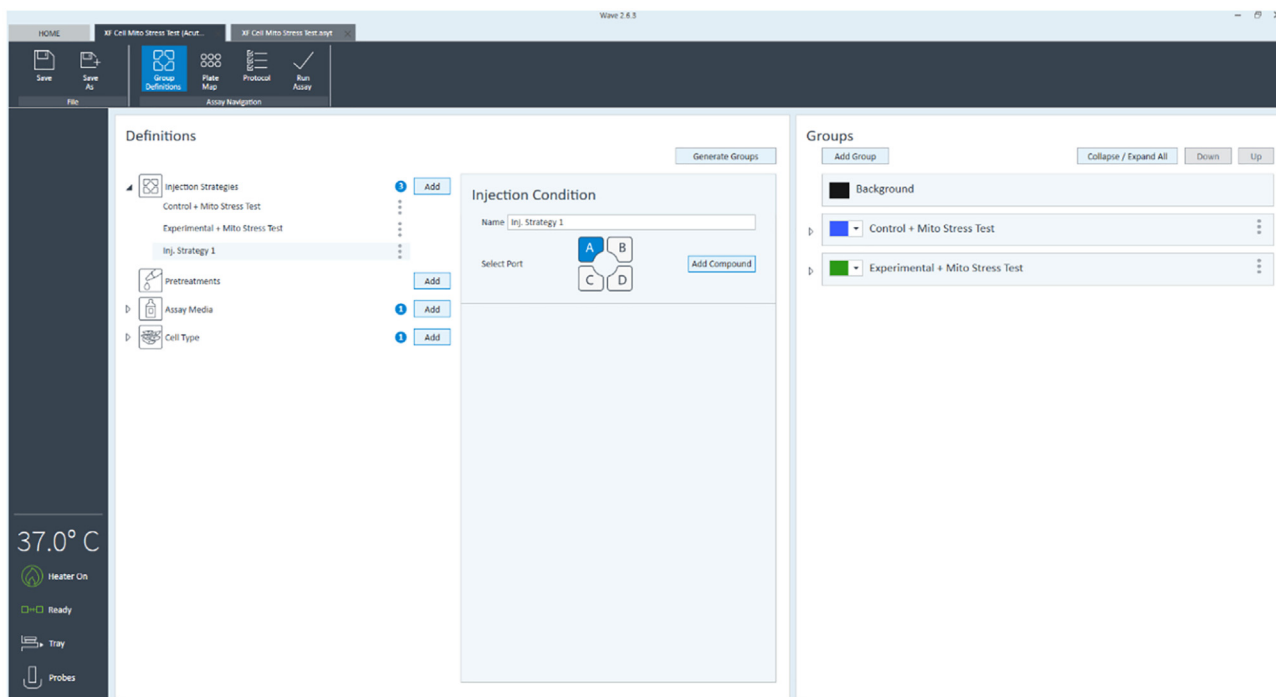 Wave 2.6.3
HOME
XF Cell Mito Stress Test (Acut...
XF Cell Mito Stress Test.asyt
Save
Save As
Group Definitions
Plate Map
Protocol
Run Assay
File
Assay Navigation
Definitions
Generate Groups
Injection Strategies
3
Add
Control + Mito Stress Test
Experimental + Mito Stress Test
Inj. Strategy 1
Pretreatments
Add
Assay Media
1
Add
Cell Type
1
Add
Injection Condition
Name
Inj. Strategy 1
Select Port
A
B
C
D
Add Compound
Groups
Add Group
Collapse / Expand All
Down
Up
Background
Control + Mito Stress Test
Experimental + Mito Stress Test
37.0° C
Heater On
Ready
Tray
Probes